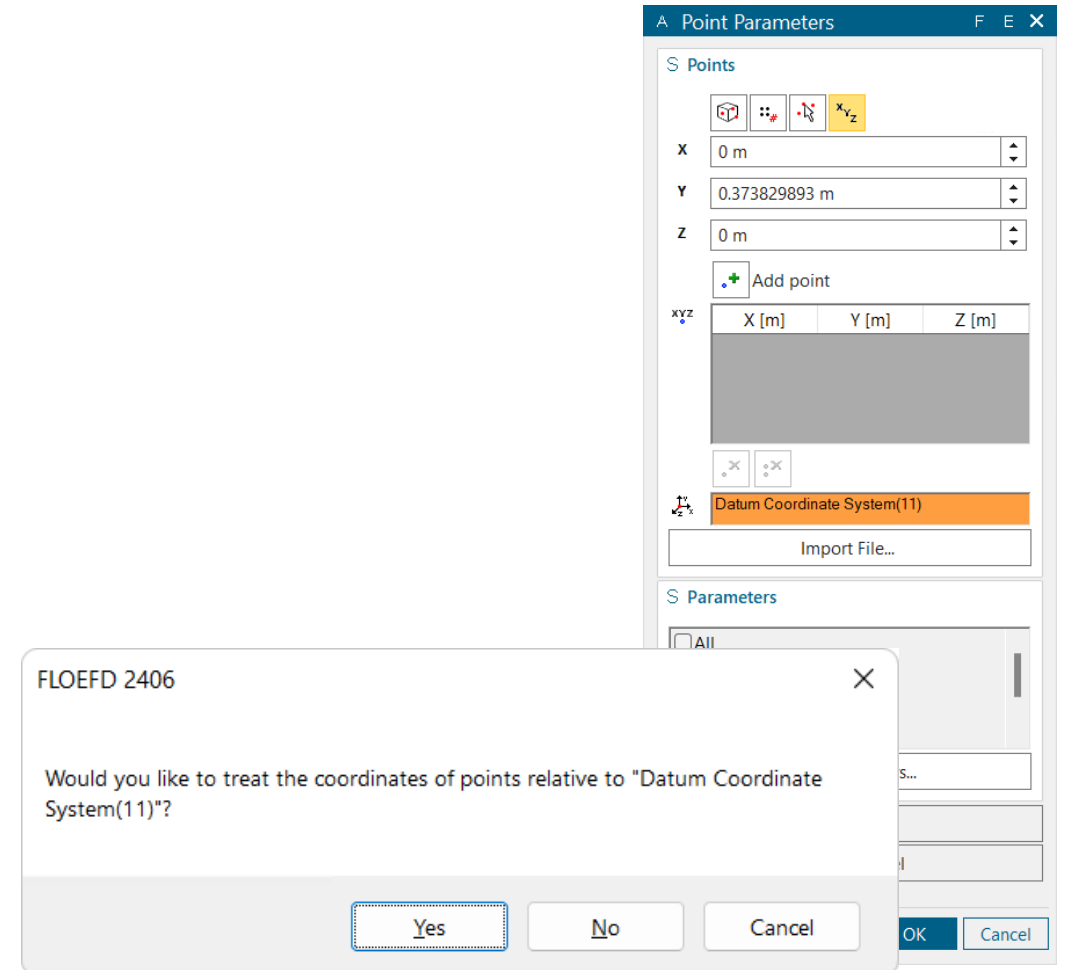 A Point Parameters F E X
S Points
X Y Z
X 0 m
Y 0.373829893 m
Z 0 m
Add point
XYZ
X [m] Y [m] Z [m]
Y X Z Datum Coordinate System(11)
Import File...
S Parameters
All
FLOEFD 2406
Would you like to treat the coordinates of points relative to "Datum Coordinate
System(11)"?
s...
Yes No Cancel
OK Cancel